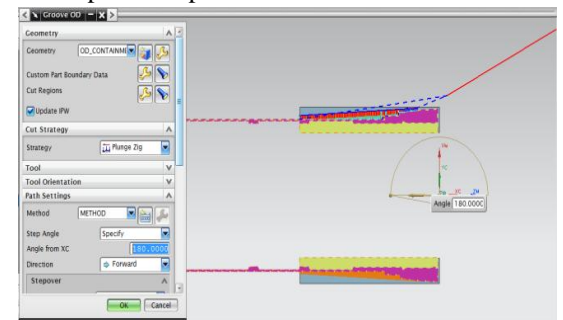 Groove OD
Geometry
Geometry OD_CONTAINM
Custom Part Boundary Data
Cut Regions
Update IPW
Cut Strategy
Strategy Plunge Zig
Tool
Tool Orientation
Path Settings
Method METHOD
Step Angle Specify
Angle from XC 180.0000
Direction Forward
Stepover
OK Cancel
YC
XC
Angle 180.0000